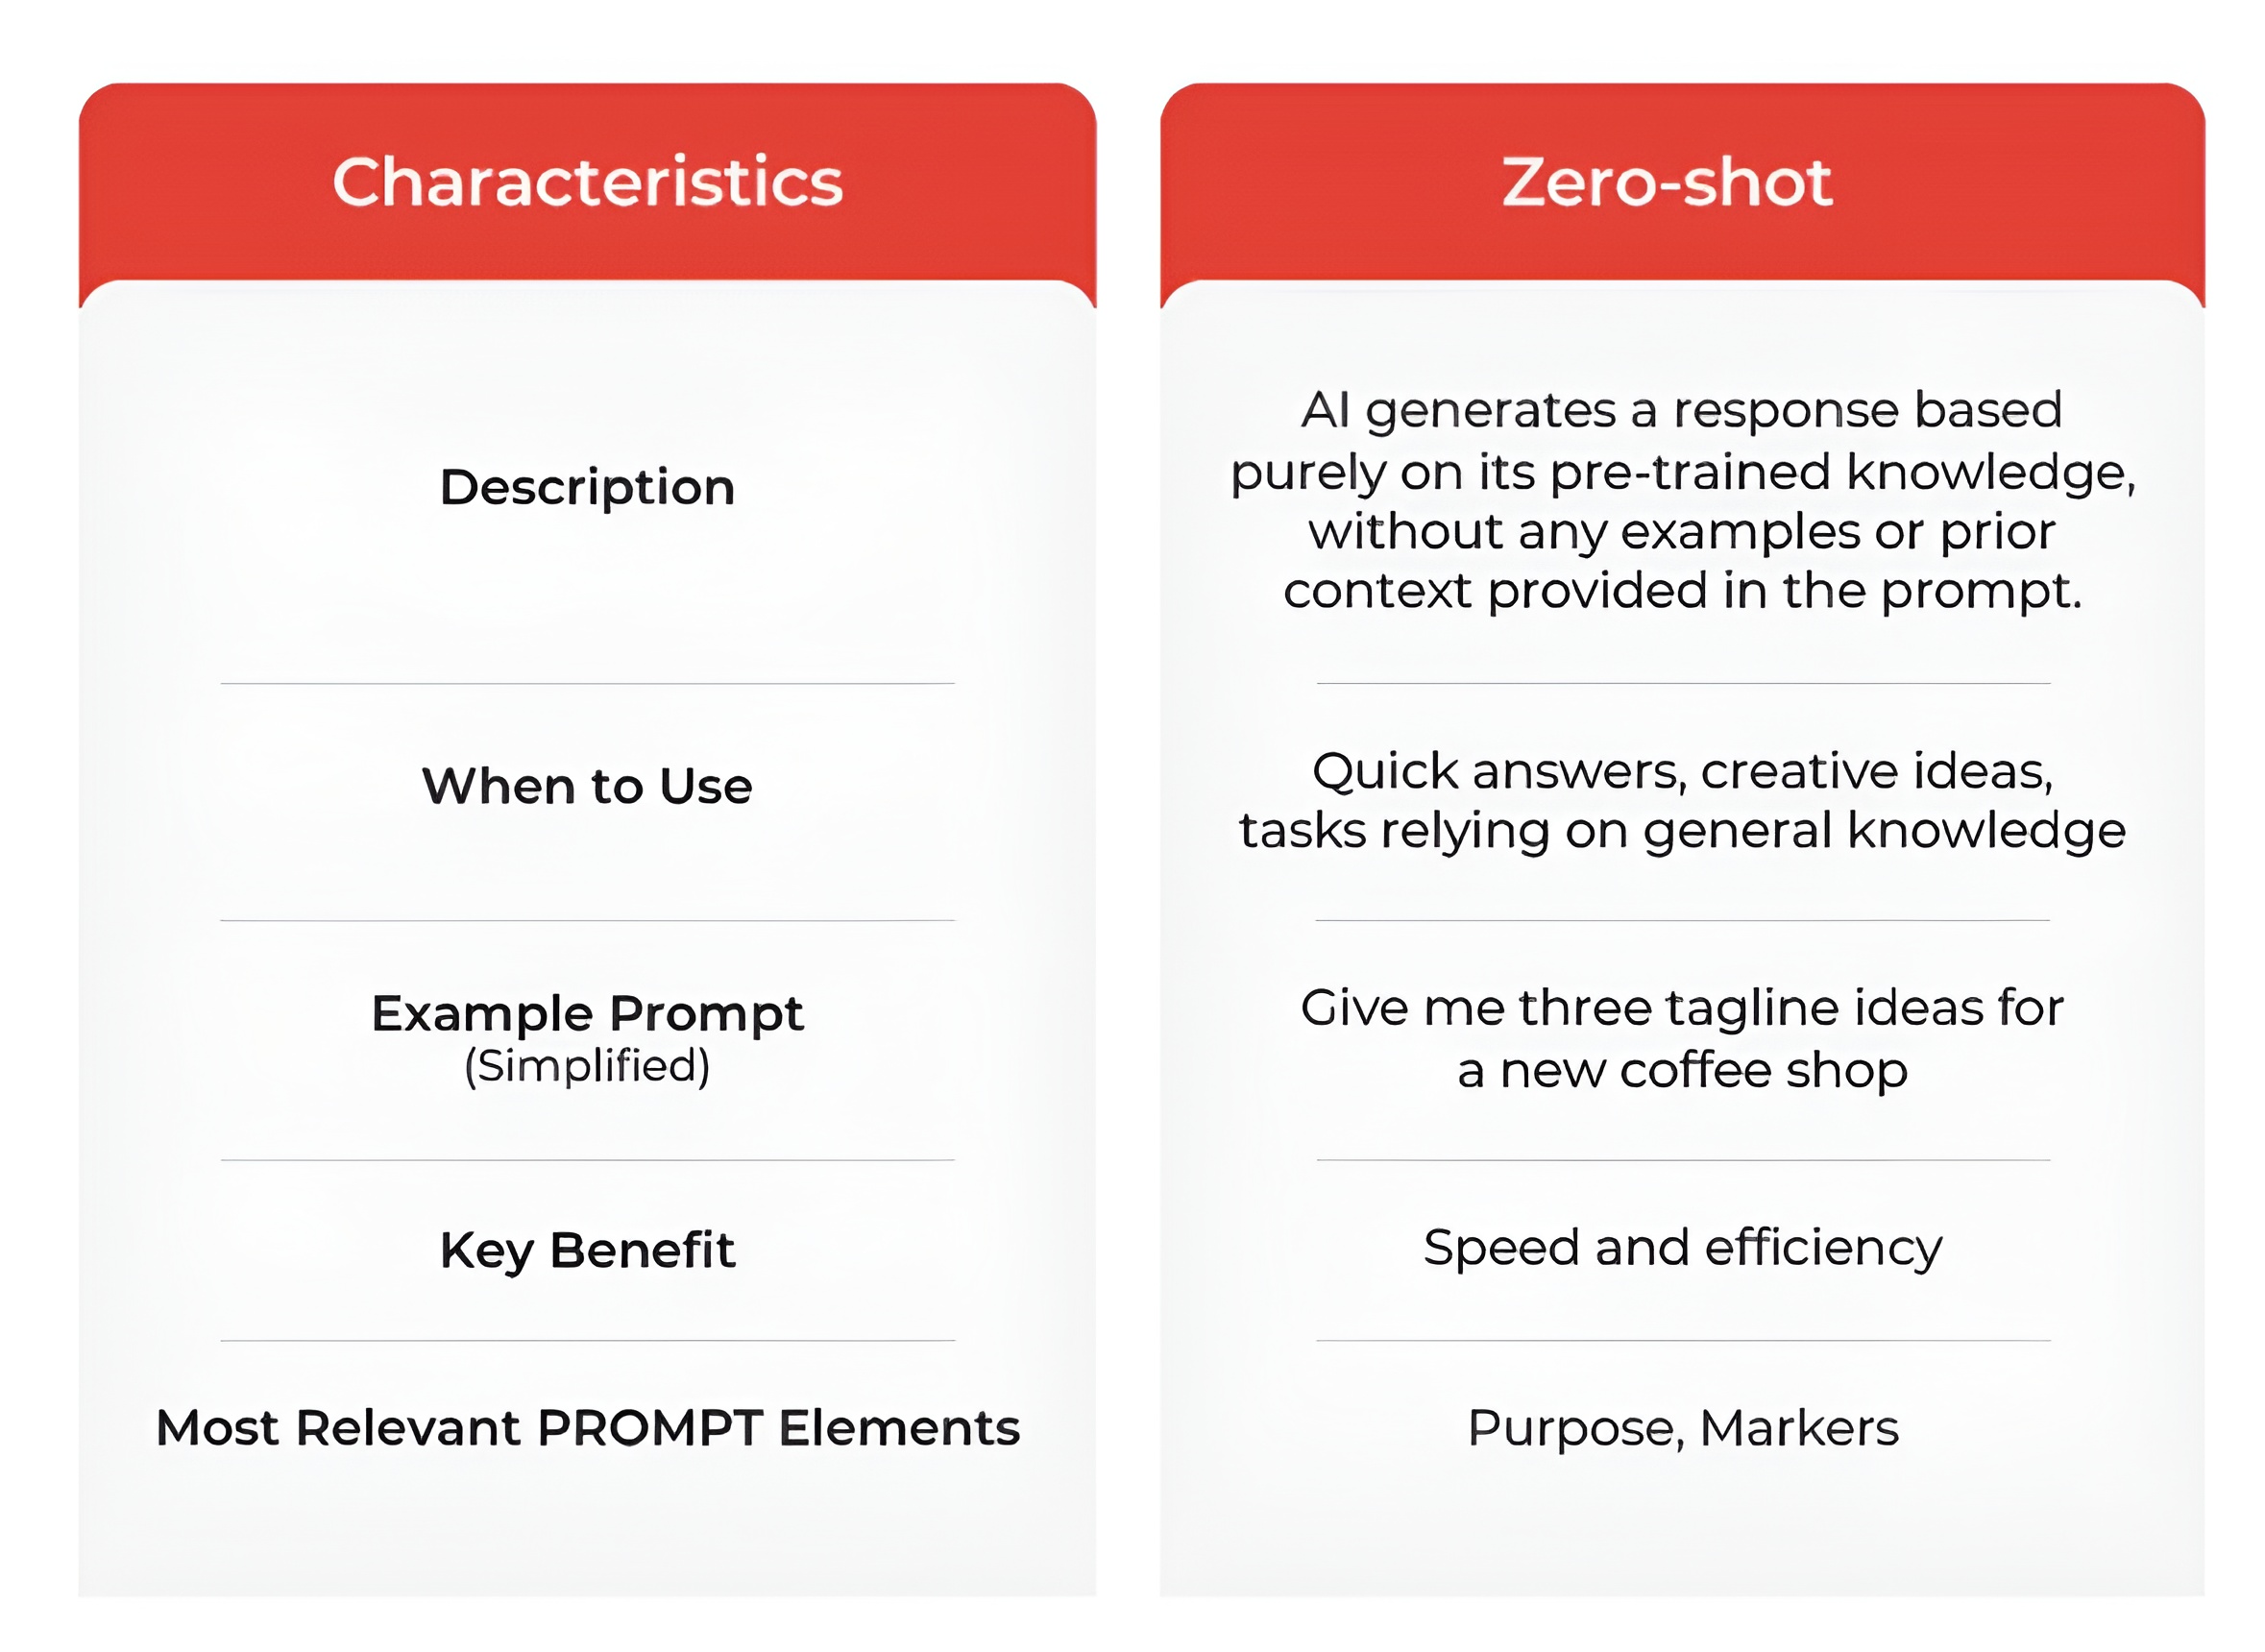 Characteristics
Zero-shot
Description
AI generates a response based
purely on its pre-trained knowledge,
without any examples or prior
context provided in the prompt.
When to Use
Quick answers, creative ideas,
tasks relying on general knowledge
Example Prompt
(Simplified)
Give me three tagline ideas for
a new coffee shop
Key Benefit
Speed and efficiency
Most Relevant PROMPT Elements
Purpose, Markers